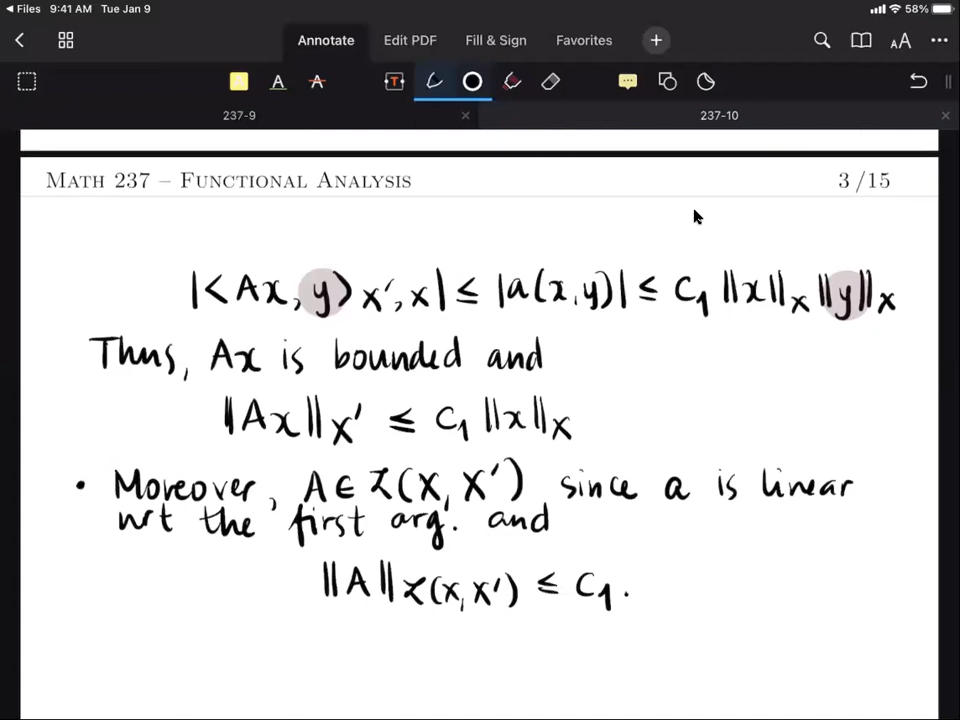 Files 9:41 AM Tue Jan 9 58%
Annotate Edit PDF Fill & Sign Favorites
237-9 237-10
MATH 237 – FUNCTIONAL ANALYSIS 3 /15
|<Ax, y>x',x| ≤ |a(x,y)| ≤ C₁ ||x||x ||y||x
Thus, Ax is bounded and
||Ax||x' ≤ C₁ ||x||x
• Moreover, A ∈ ℒ(X, X') since a is linear
wrt the first arg. and
||A||ℒ(X, X') ≤ C₁.